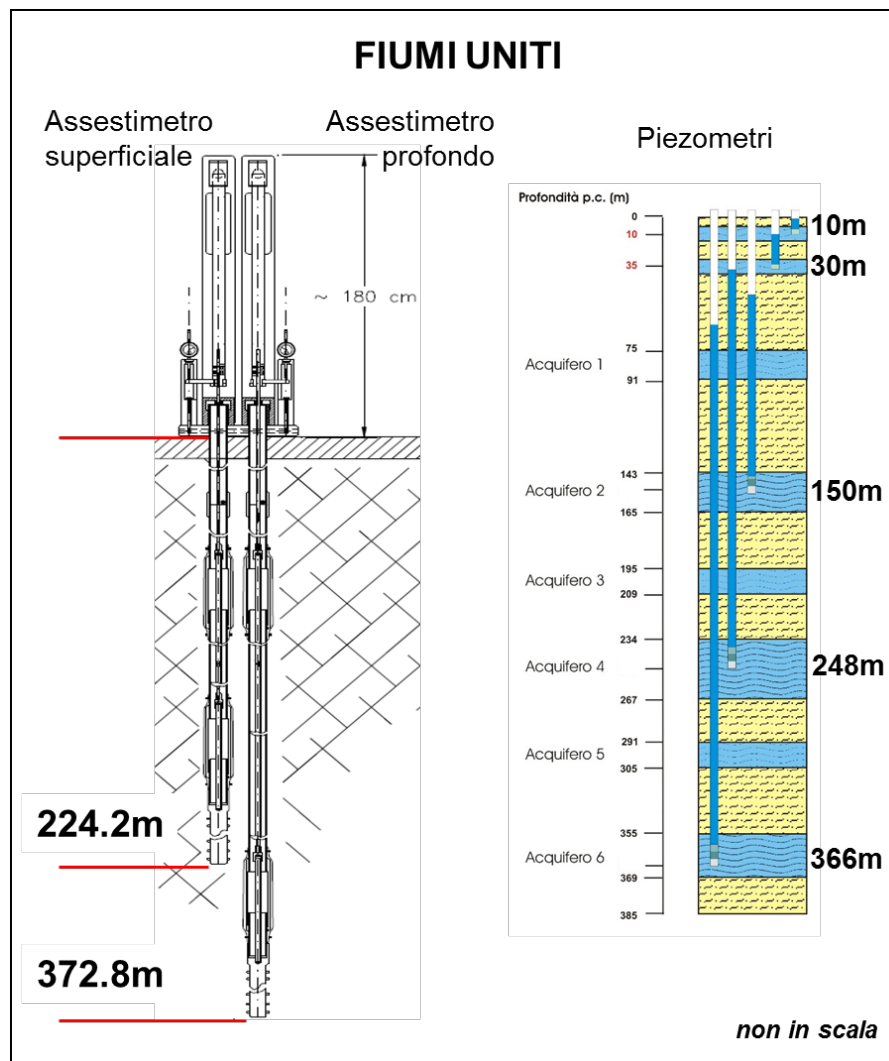 FIUMI UNITI
Assestimetro
superficiale
Assestimetro
profondo
~ 180 cm
224.2m
372.8m
Piezometri
Profondità p.c. (m)
0
10
35
75
Acquifero 1
91
143
Acquifero 2
165
195
Acquifero 3
209
234
Acquifero 4
267
291
Acquifero 5
305
355
Acquifero 6
369
385
10m
30m
150m
248m
366m
non in scala